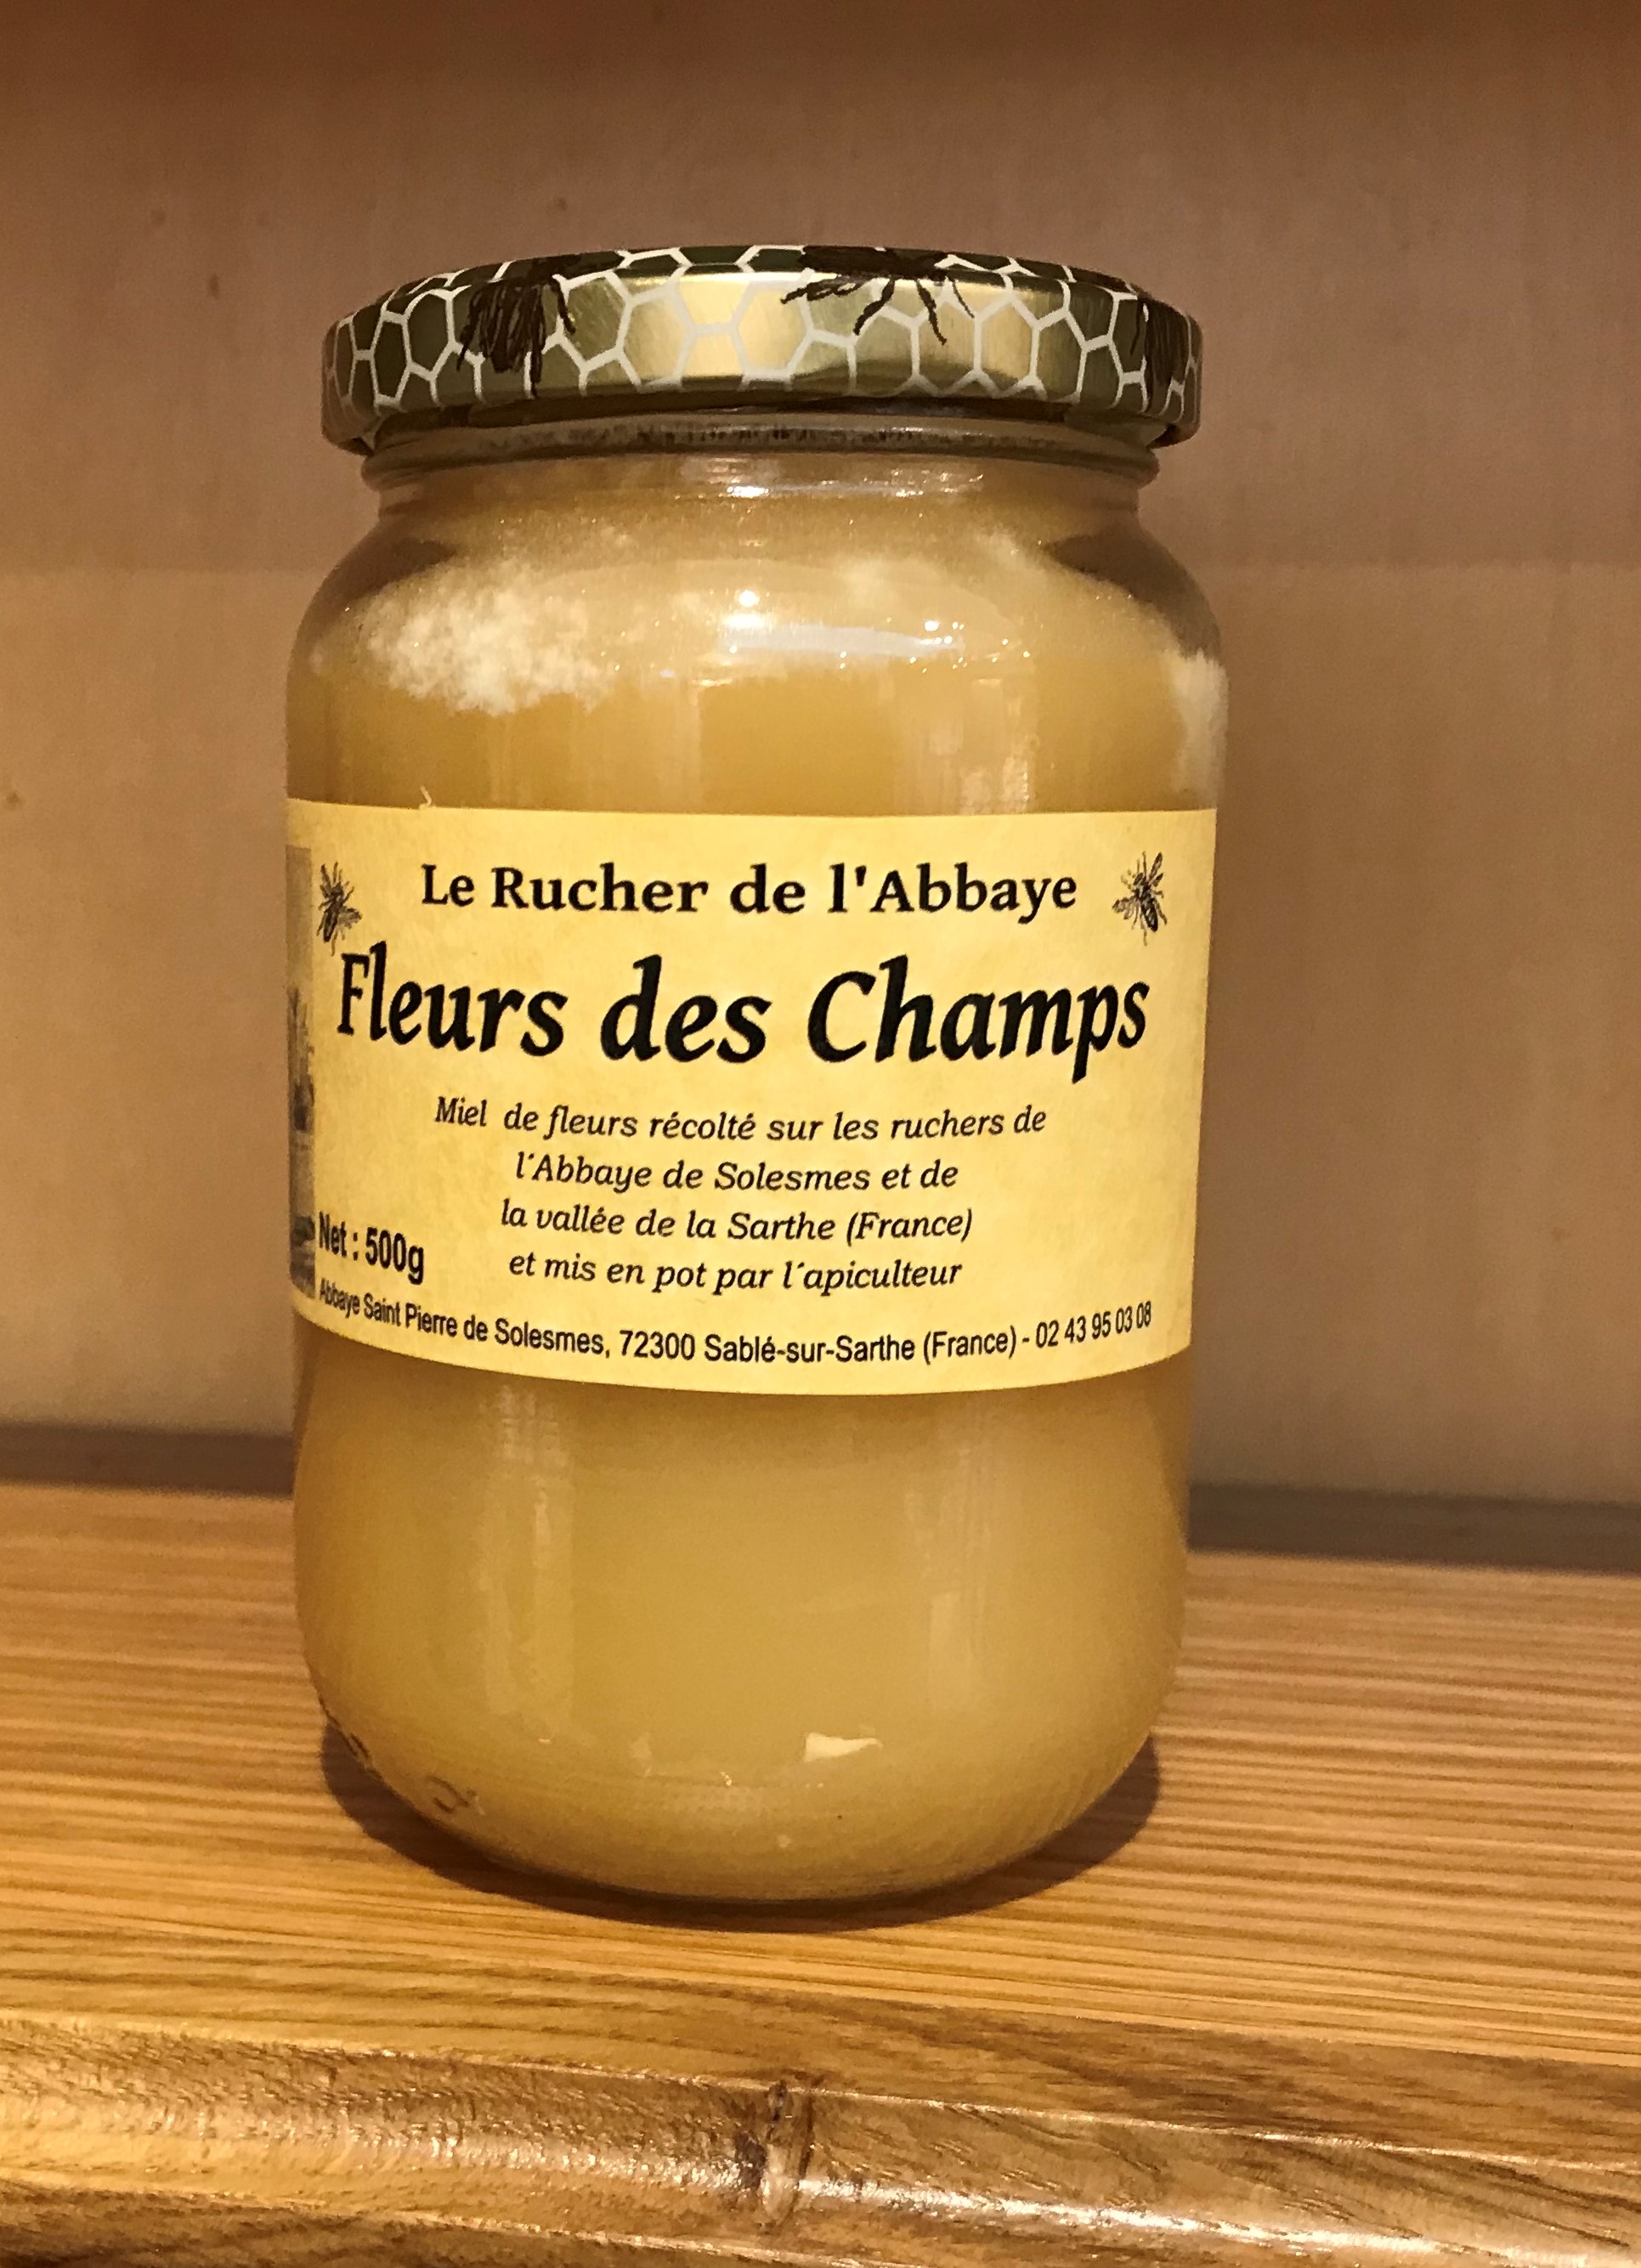 Le Rucher de l'Abbaye
Fleurs des Champs
Miel de fleurs récolté sur les ruchers de
l´Abbaye de Solesmes et de
la vallée de la Sarthe (France)
et mis en pot par l´apiculteur
Net : 500g
Abbaye Saint Pierre de Solesmes, 72300 Sablé-sur-Sarthe (France) - 02 43 95 03 08